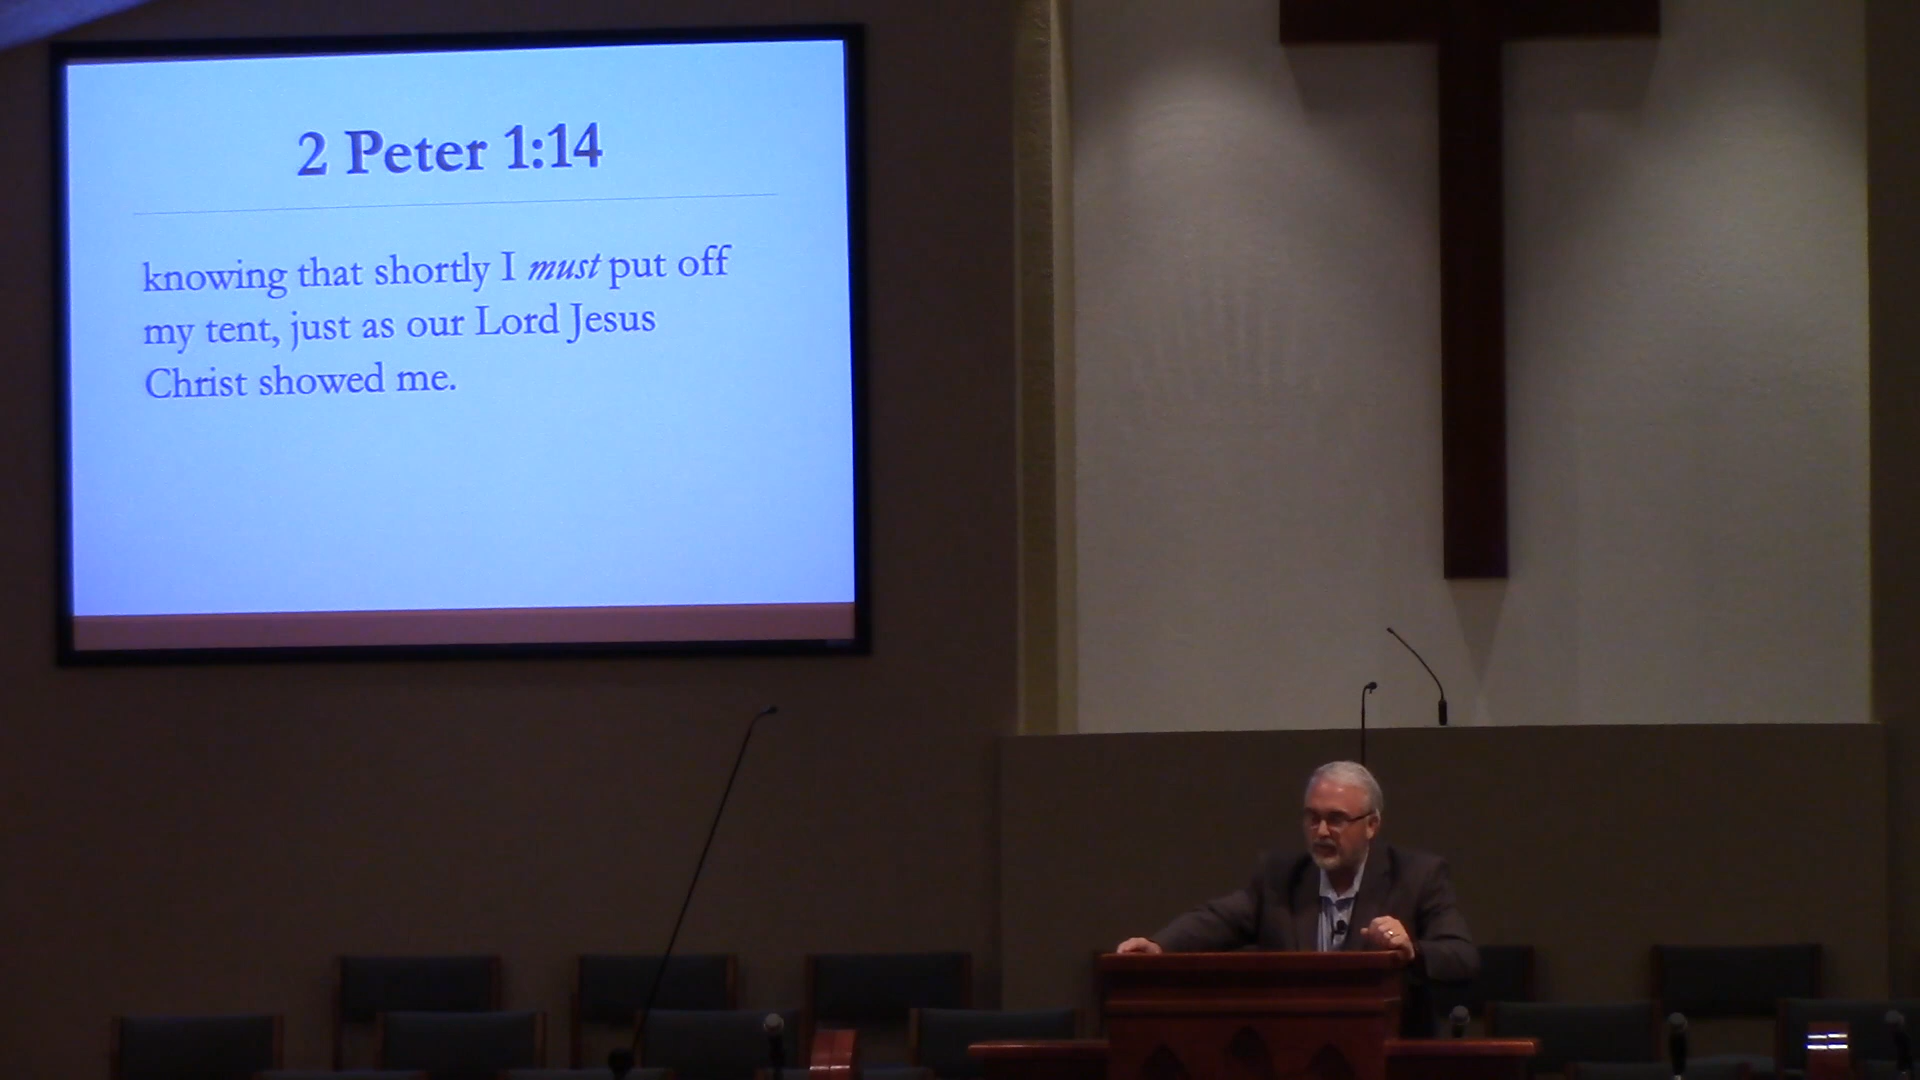 2 Peter 1:14
knowing that shortly I must put off
my tent, just as our Lord Jesus
Christ showed me.